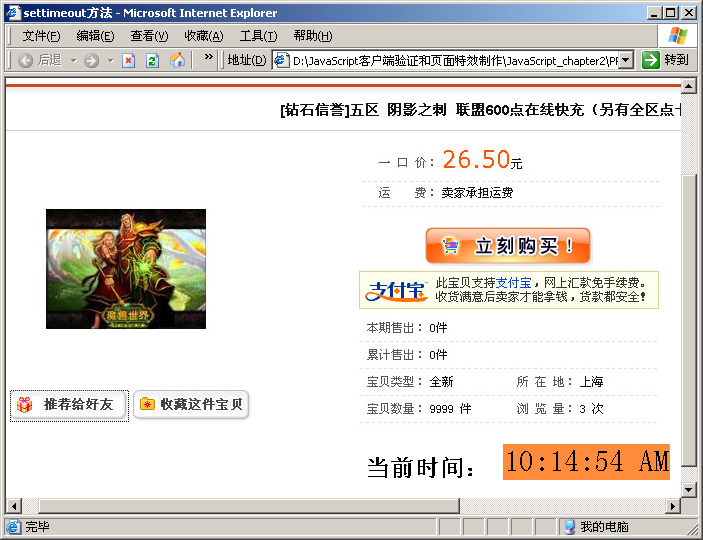 settimeout方法 - Microsoft Internet Explorer
文件(F) 编辑(E) 查看(V) 收藏(A) 工具(T) 帮助(H)
后退 » 地址(D) D:\JavaScript客户端验证和页面特效制作\JavaScript_chapter2\PI 转到
[钻石信誉]五区 阴影之刺 联盟600点在线快充（另有全区点卡
一 口 价： 26.50元
运 费： 卖家承担运费
立刻购买！
支付宝 此宝贝支持支付宝，网上汇款免手续费。
收货满意后卖家才能拿钱，货款都安全！
魔兽世界
本期售出： 0件
累计售出： 0件
宝贝类型： 全新 所 在 地： 上海
推荐给好友 收藏这件宝贝
宝贝数量： 9999 件 浏 览 量： 3 次
当前时间： 10:14:54 AM
完毕 我的电脑